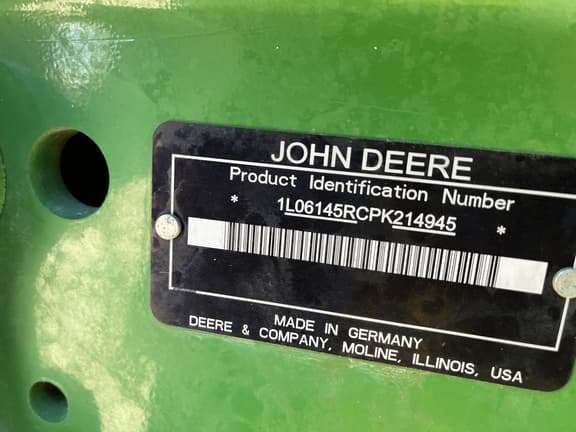 JOHN DEERE
Product Identification Number
* 1L06145RCPK214945 *
MADE IN GERMANY
DEERE & COMPANY, MOLINE, ILLINOIS, USA